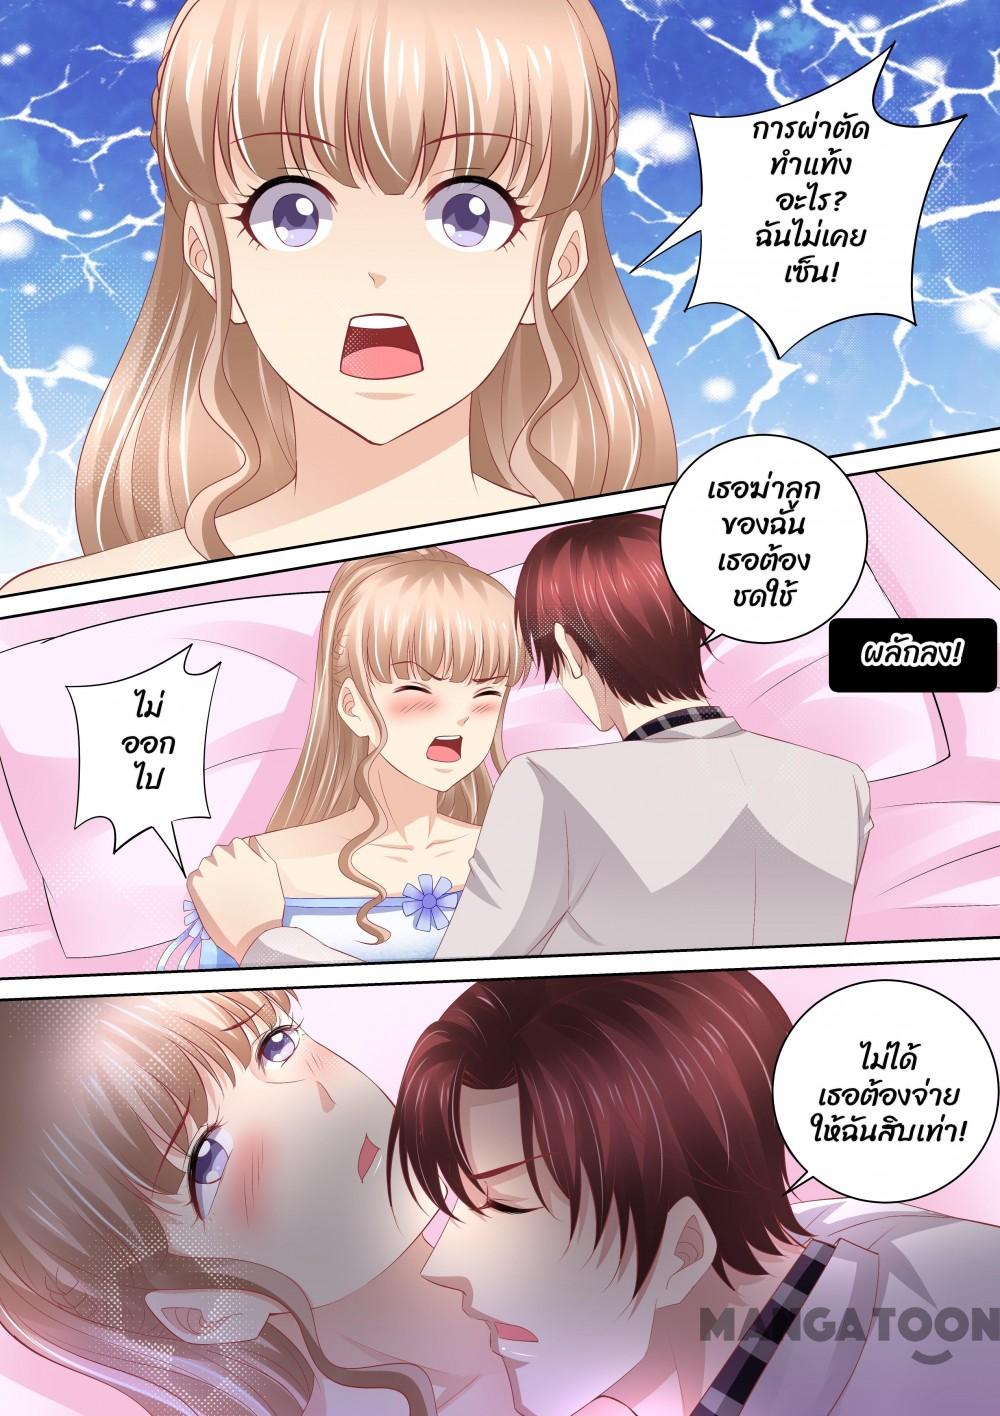 การผ่าตัด
ทำแท้ง
อะไร?
ฉันไม่เคย
เซ็น!
เธอฆ่าลูก
ของฉัน
เธอต้อง
ชดใช้
ผลักลง!
ไม่
ออก
ไป
ไม่ได้
เธอต้องจ่าย
ให้ฉันสิบเท่า!
MANGATOON